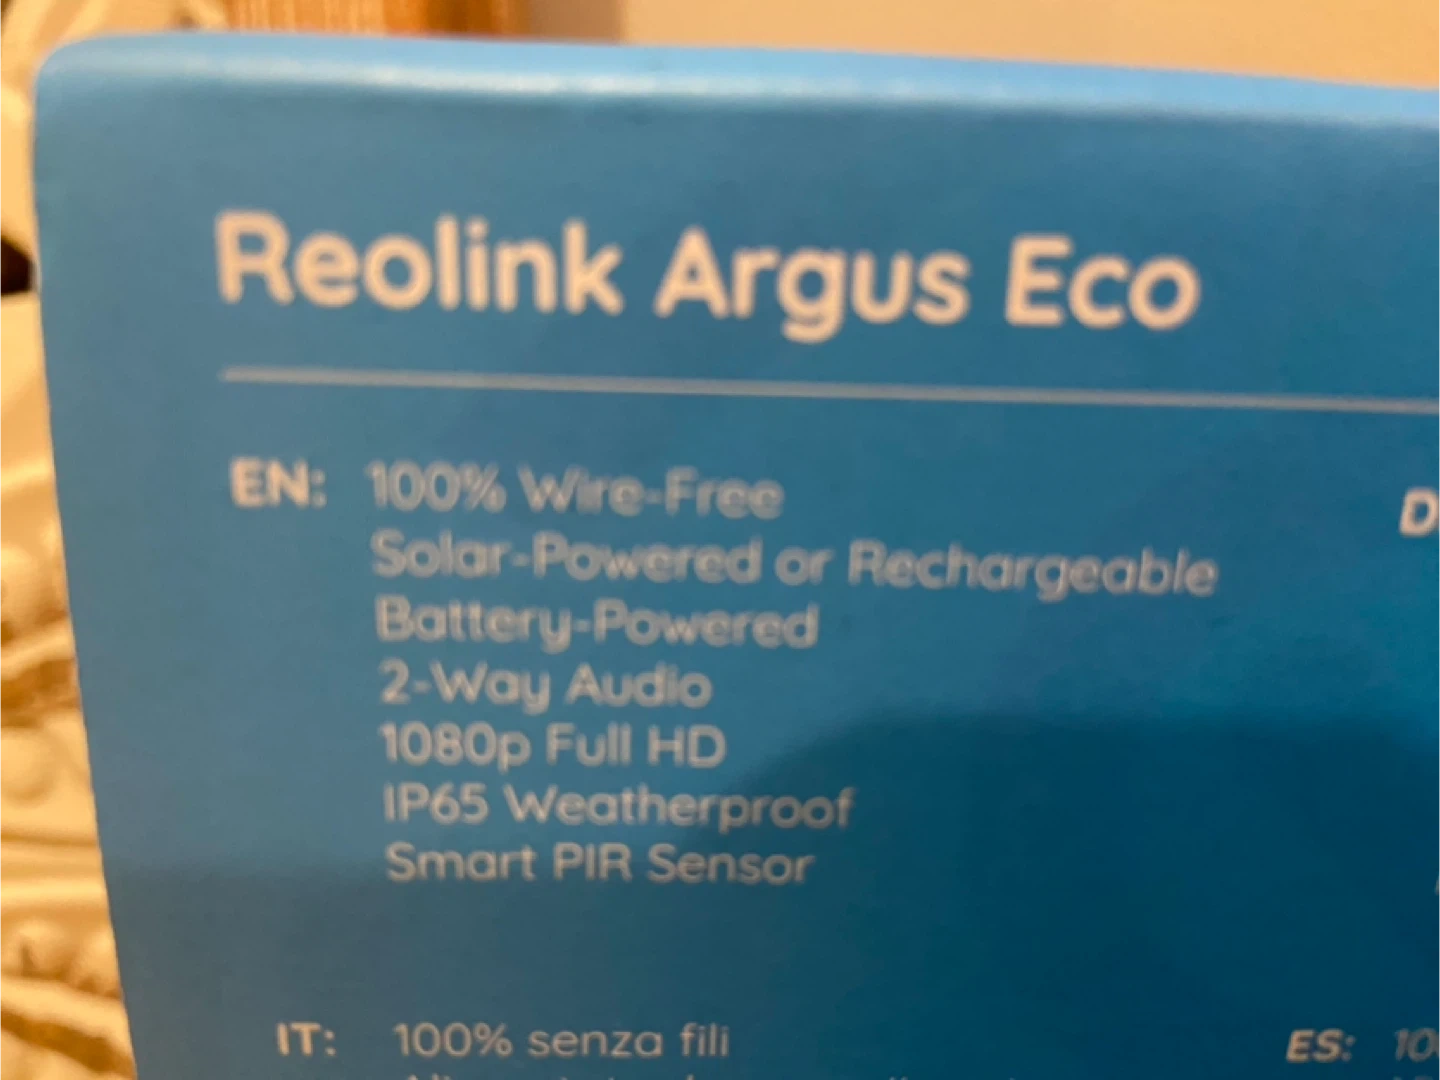 Reolink Argus Eco
EN: 100% Wire-Free
Solar-Powered or Rechargeable
Battery-Powered
2-Way Audio
1080p Full HD
IP65 Weatherproof
Smart PIR Sensor
IT: 100% senza fili
ES: